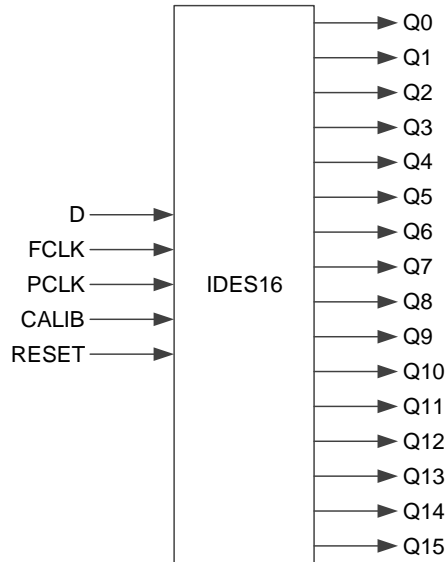 D
FCLK
PCLK
CALIB
RESET
IDES16
Q0
Q1
Q2
Q3
Q4
Q5
Q6
Q7
Q8
Q9
Q10
Q11
Q12
Q13
Q14
Q15